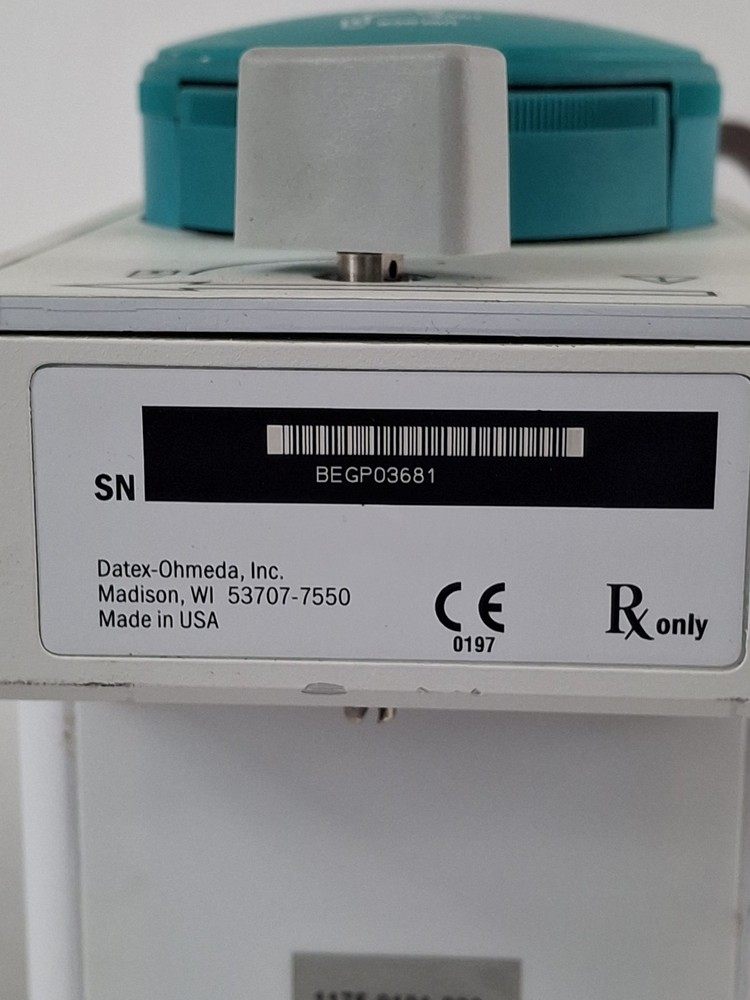 SN
BEGP03681
Datex-Ohmeda, Inc.
Madison, WI 53707-7550
Made in USA
CE
0197
Rx only